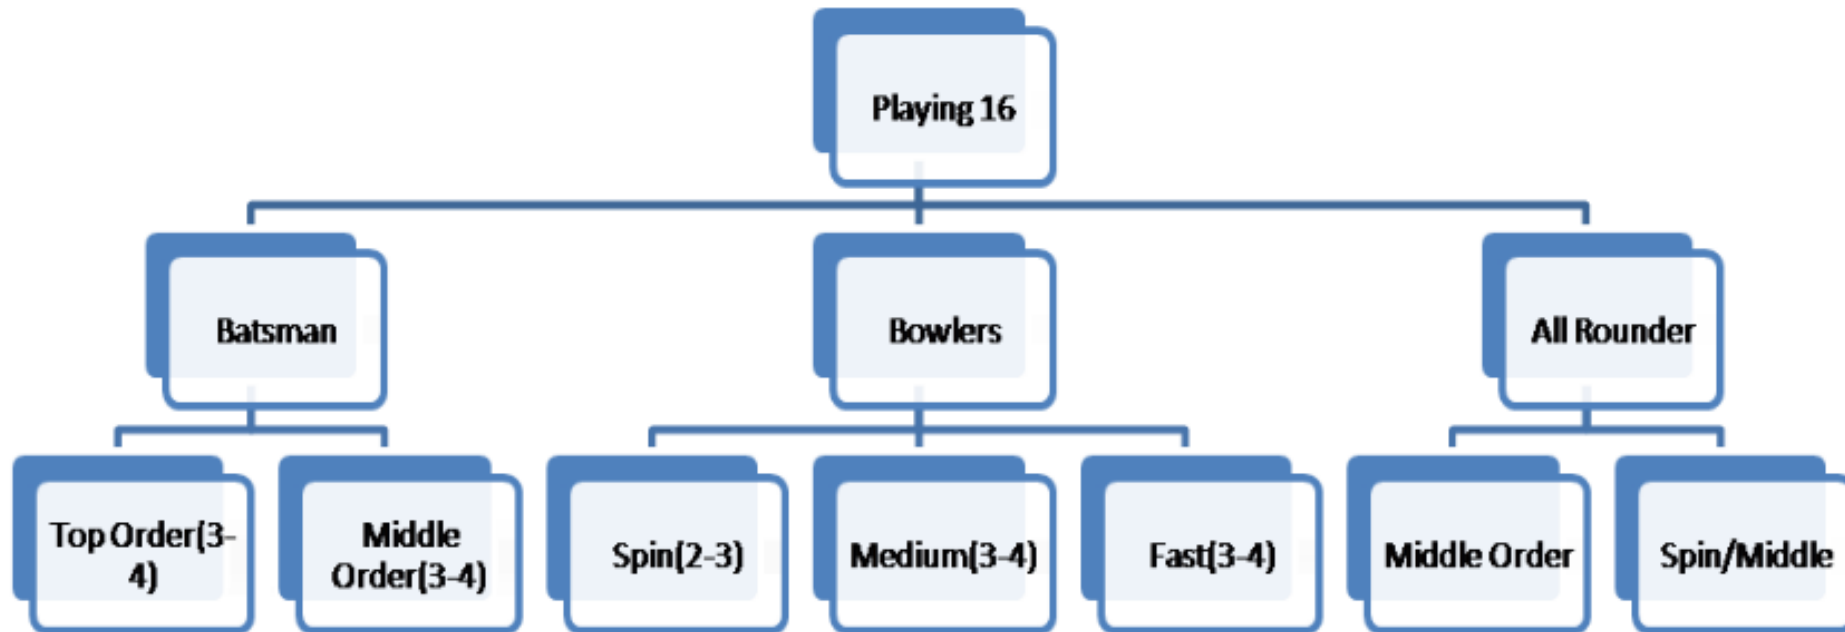 Playing 16
Batsman
Bowlers
All Rounder
Top Order(3-
4)
Middle
Order(3-4)
Spin(2-3)
Medium(3-4)
Fast(3-4)
Middle Order
Spin/Middle